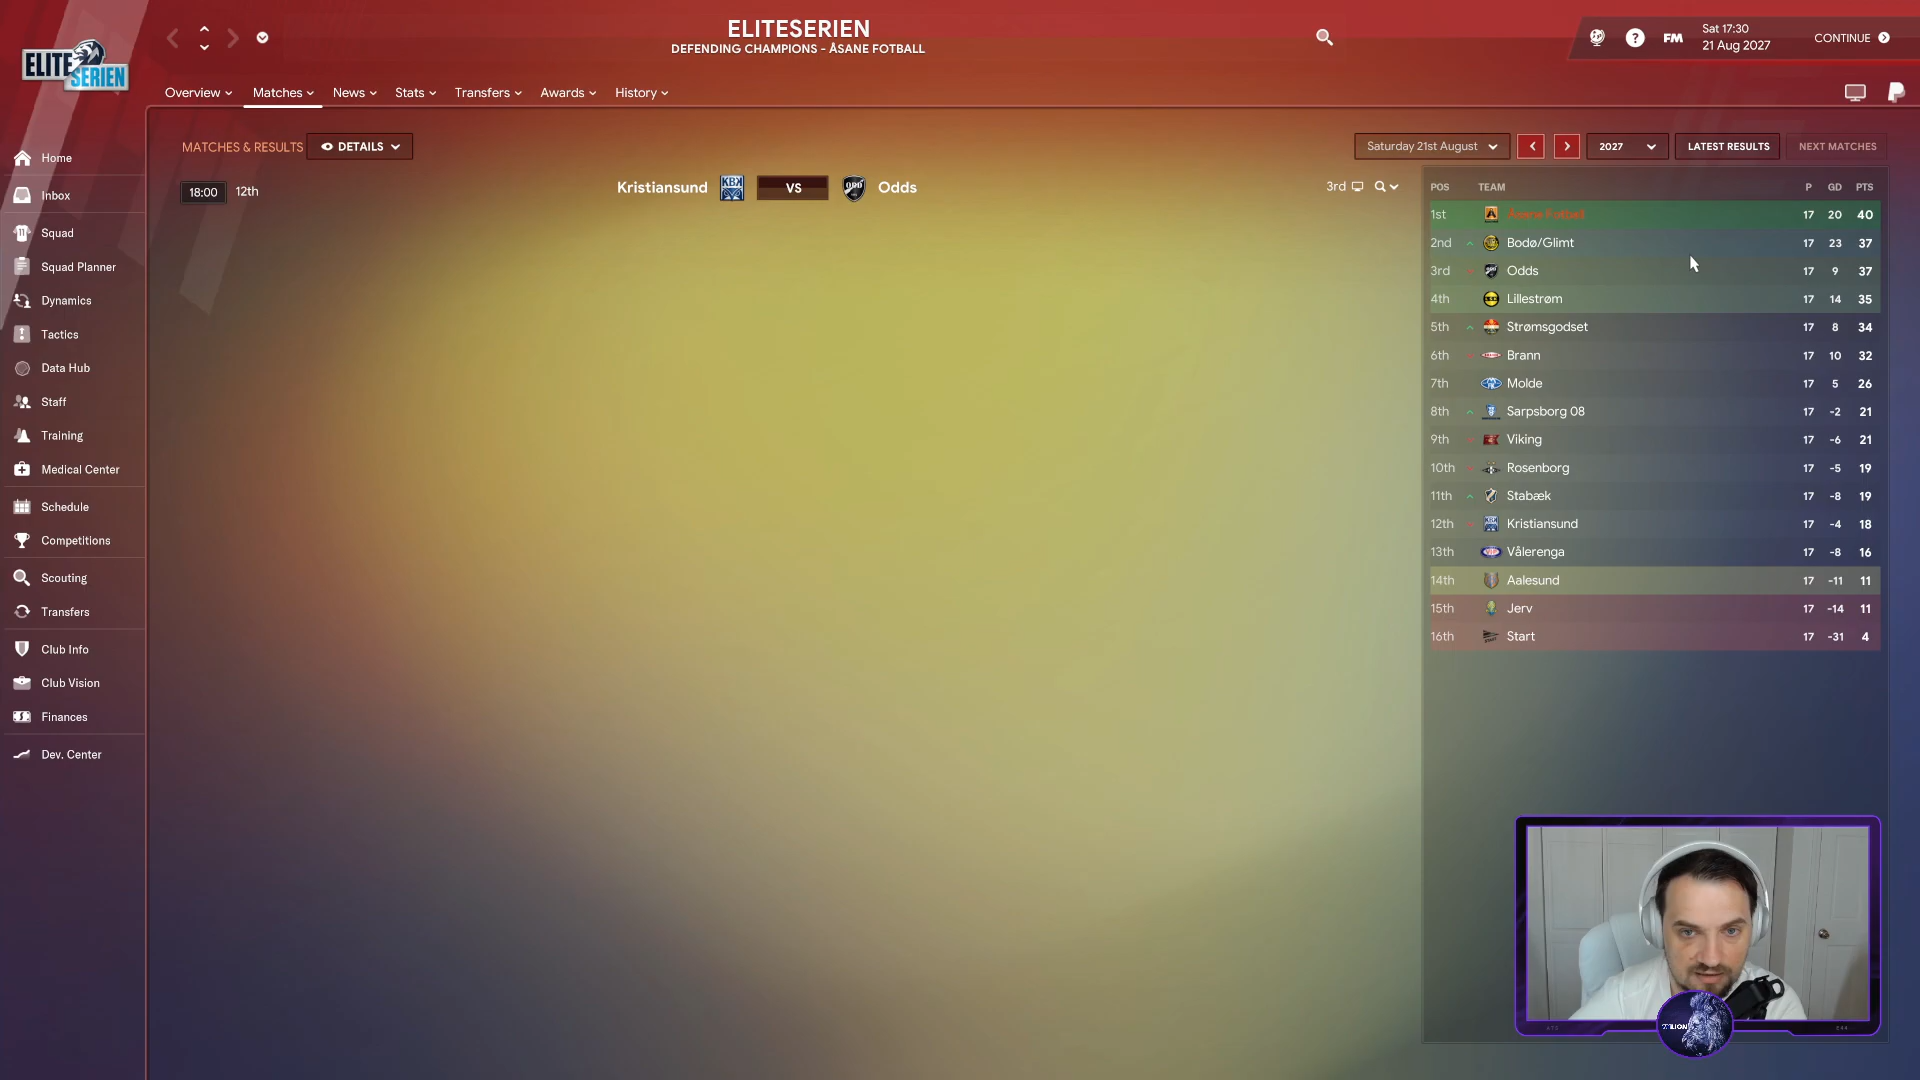 ELITE SERIEN
ELITESERIEN
DEFENDING CHAMPIONS - ÅSANE FOTBALL
FM
Sat 17:30
21 Aug 2027
CONTINUE
Overview
Matches
News
Stats
Transfers
Awards
History
MATCHES & RESULTS
DETAILS
Saturday 21st August
2027
LATEST RESULTS
NEXT MATCHES
18:00 12th Kristiansund VS Odds 3rd
Home
Inbox
Squad
Squad Planner
Dynamics
Tactics
Data Hub
Staff
Training
Medical Center
Schedule
Competitions
Scouting
Transfers
Club Info
Club Vision
Finances
Dev. Center
POS TEAM P GD PTS
1st Åsane Fotball 17 20 40
2nd Bodø/Glimt 17 23 37
3rd Odds 17 9 37
4th Lillestrøm 17 14 35
5th Strømsgodset 17 8 34
6th Brann 17 10 32
7th Molde 17 5 26
8th Sarpsborg 08 17 -2 21
9th Viking 17 -6 21
10th Rosenborg 17 -5 19
11th Stabæk 17 -8 19
12th Kristiansund 17 -4 18
13th Vålerenga 17 -8 16
14th Aalesund 17 -11 11
15th Jerv 17 -14 11
16th Start 17 -31 4